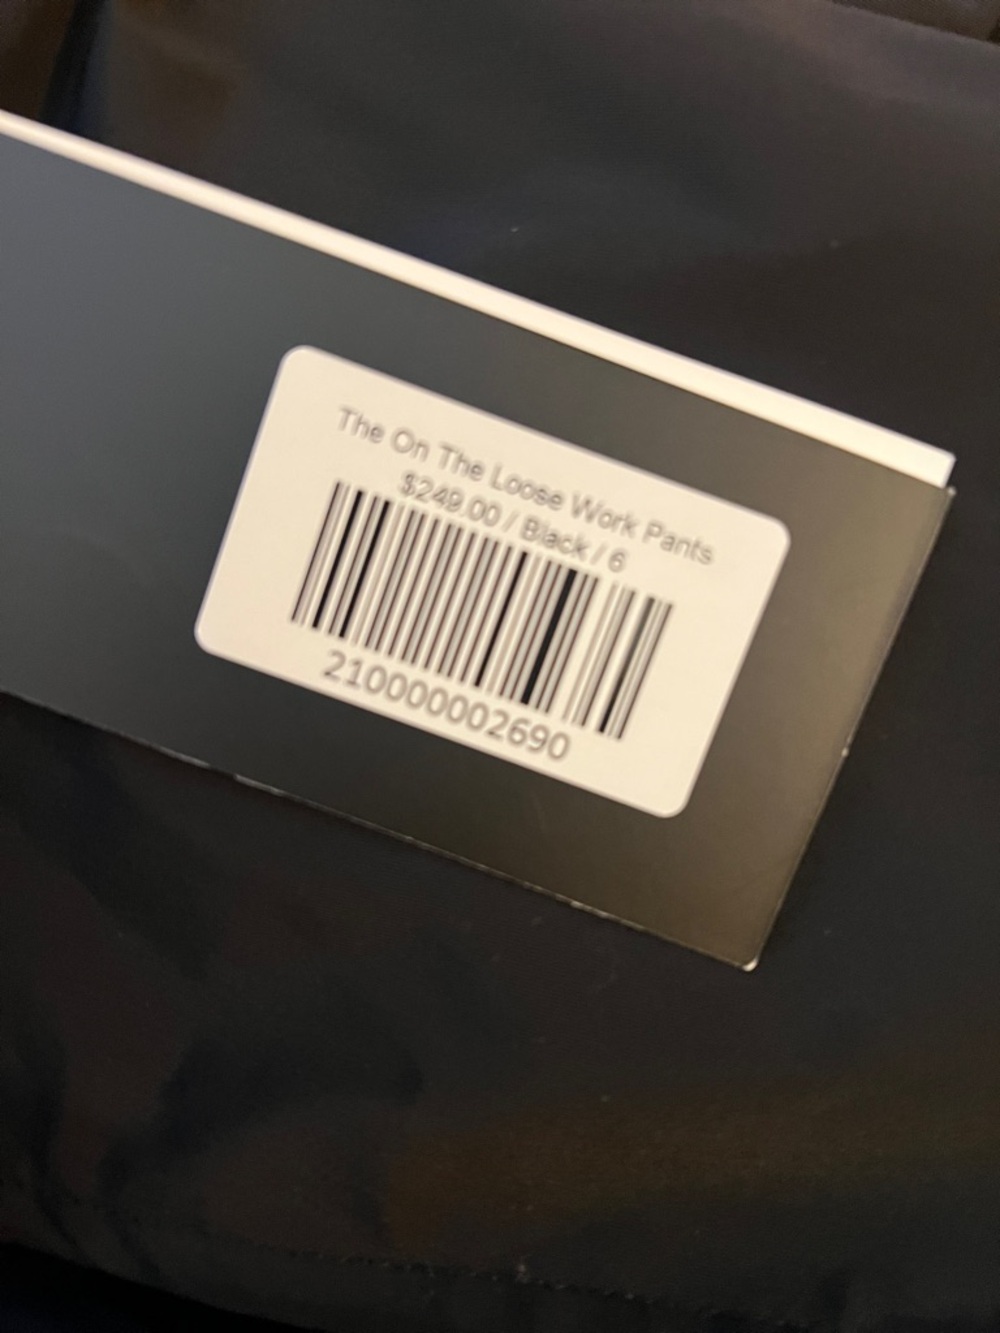 The On The Loose Work Pants
$249.00 / Black / 6
210000002690